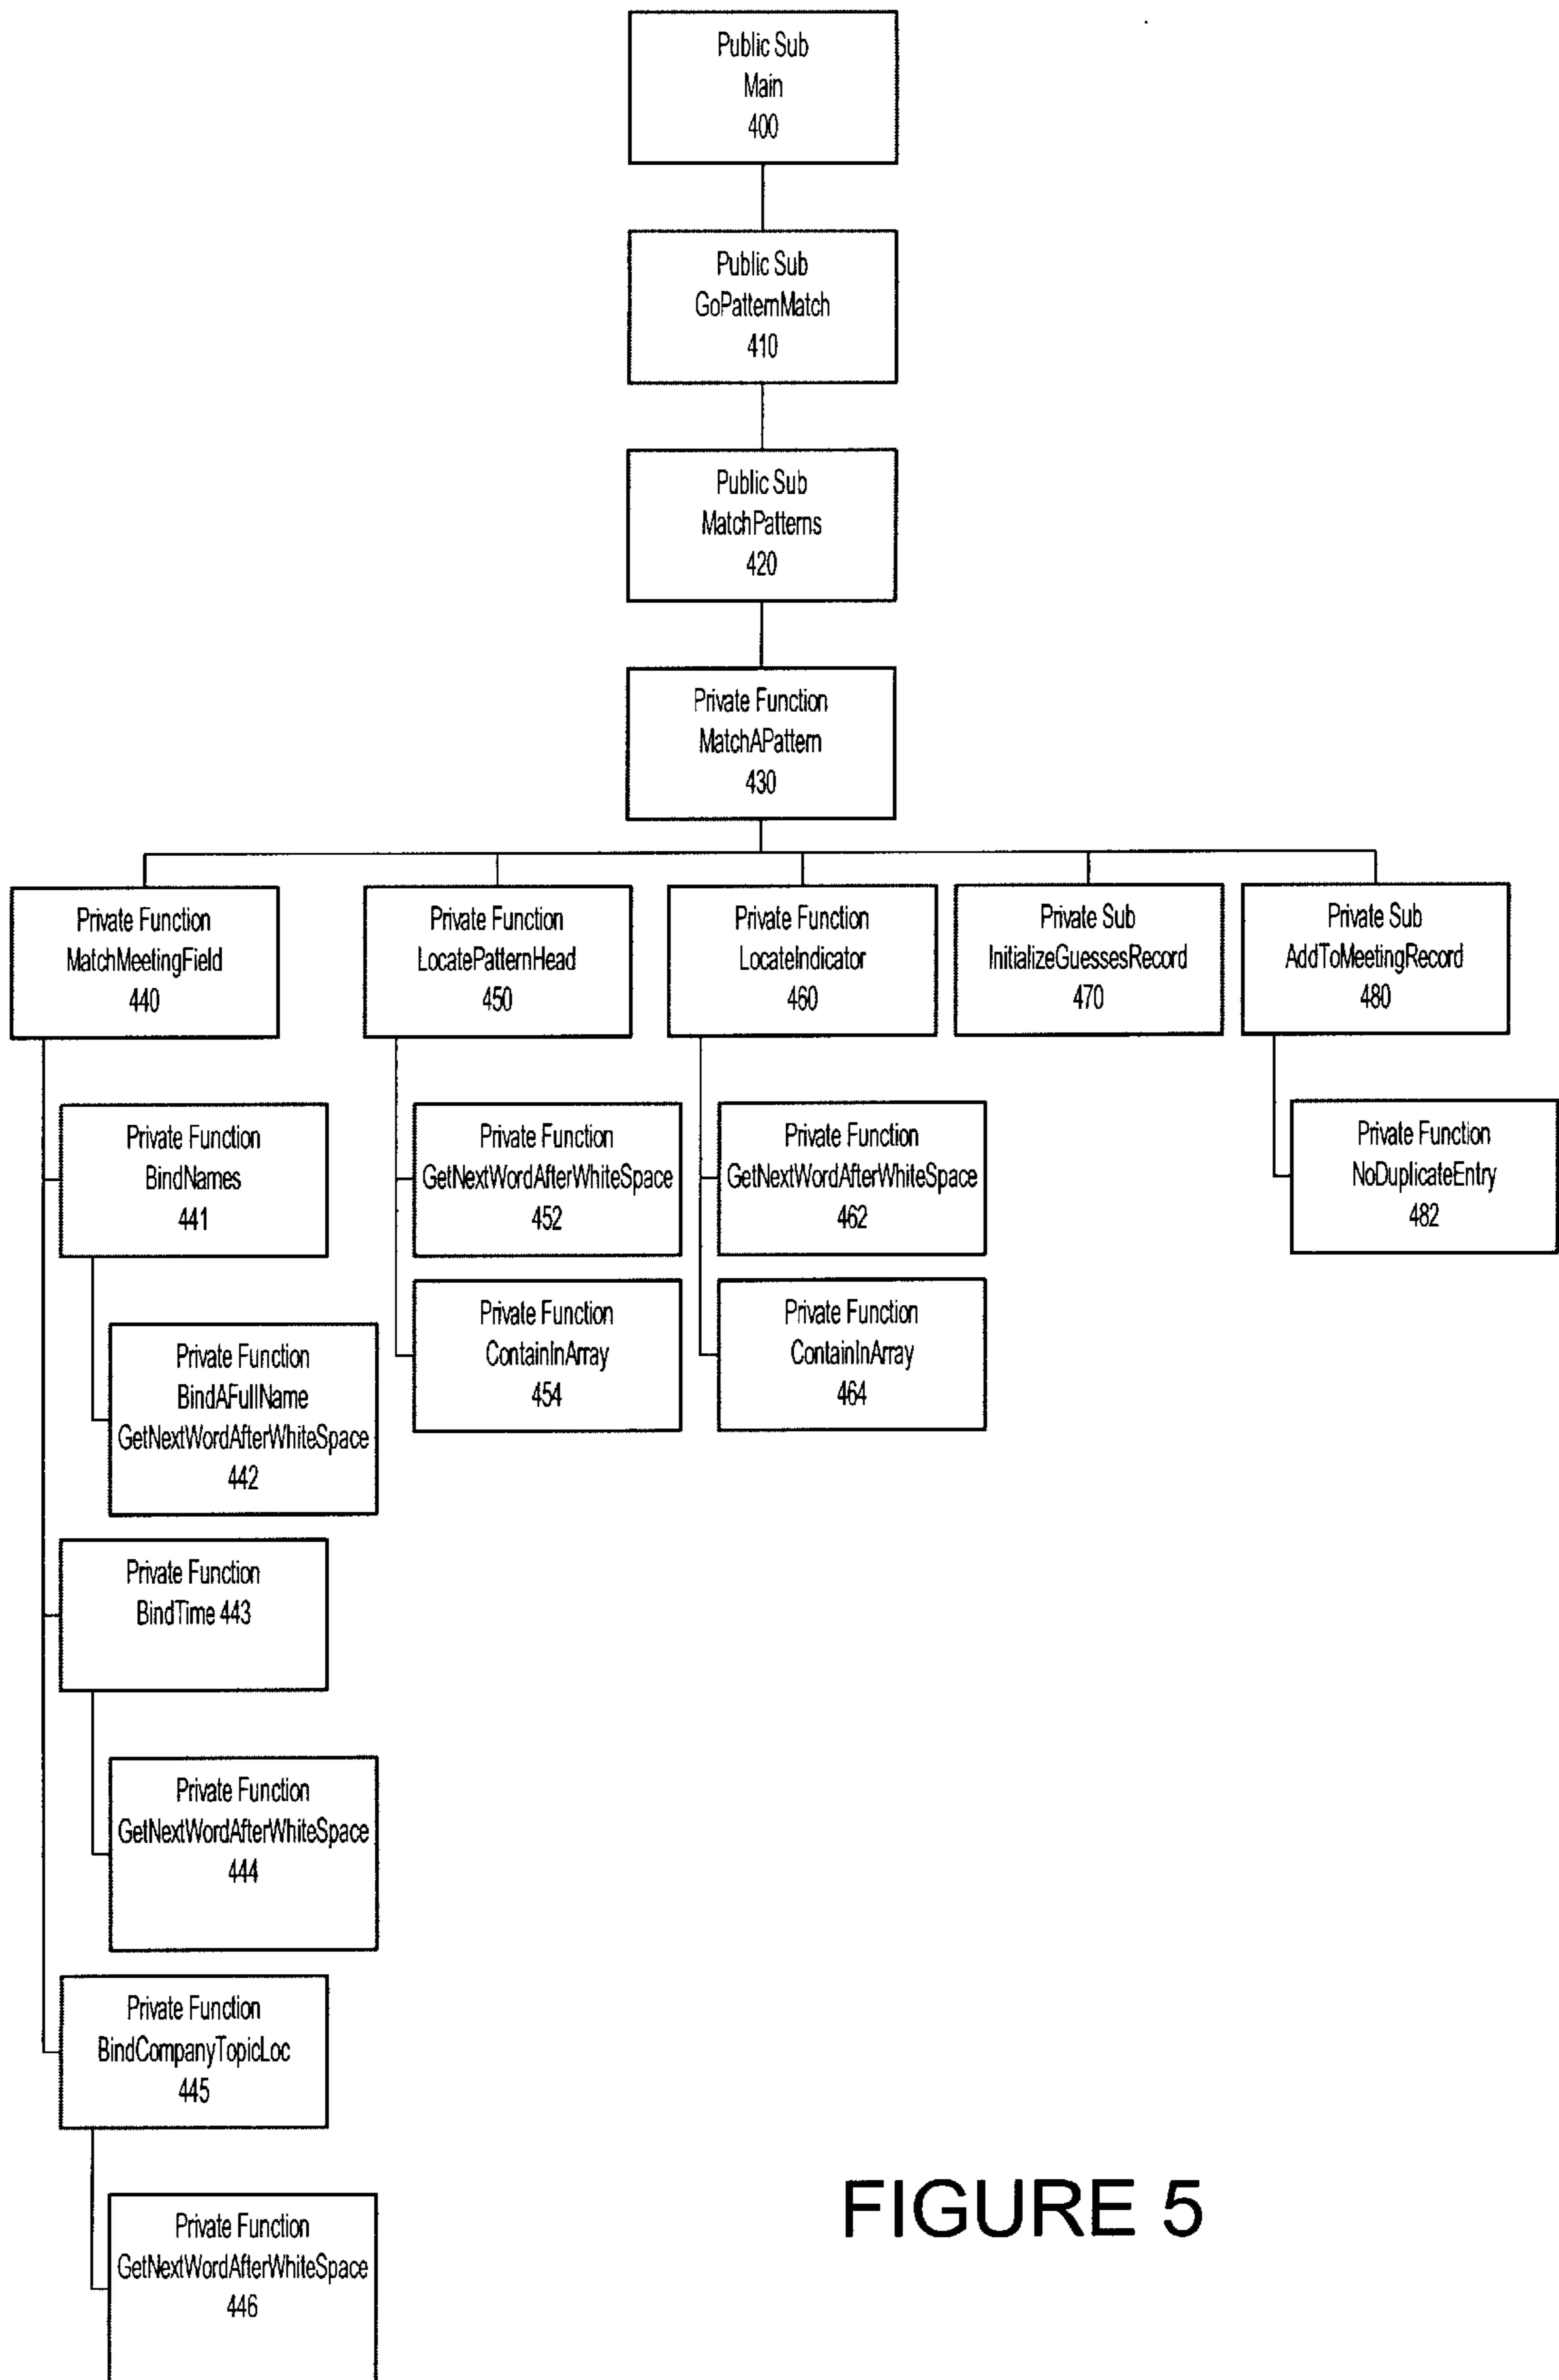 Public Sub
Main
400
Public Sub
GoPatternMatch
410
Public Sub
MatchPatterns
420
Private Function
MatchAPattern
430
Private Function
MatchMeetingField
440
Private Function
LocatePatternHead
450
Private Function
LocateIndicator
460
Private Sub
InitializeGuessesRecord
470
Private Sub
AddToMeetingRecord
480
Private Function
BindNames
441
Private Function
GetNextWordAfterWhiteSpace
452
Private Function
GetNextWordAfterWhiteSpace
462
Private Function
NoDuplicateEntry
482
Private Function
ContainInArray
454
Private Function
ContainInArray
464
Private Function
BindAFullName
GetNextWordAfterWhiteSpace
442
Private Function
BindTime 443
Private Function
GetNextWordAfterWhiteSpace
444
Private Function
BindCompanyTopicLoc
445
Private Function
GetNextWordAfterWhiteSpace
446
FIGURE 5